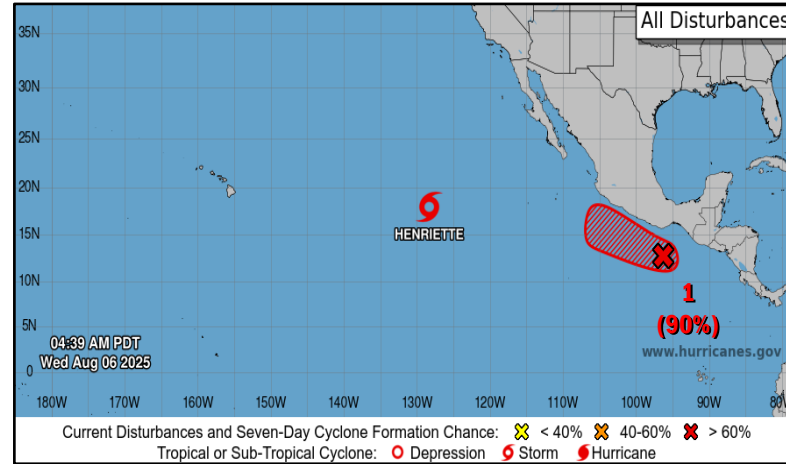 All Disturbances
35N
30N
25N
20N
15N
10N
5N
0
HENRIETTE
1
(90%)
www.hurricanes.gov
04:39 AM PDT
Wed Aug 06 2025
180W 170W 160W 150W 140W 130W 120W 110W 100W 90W 80W
Current Disturbances and Seven-Day Cyclone Formation Chance: < 40% 40-60% > 60%
Tropical or Sub-Tropical Cyclone: Depression Storm Hurricane